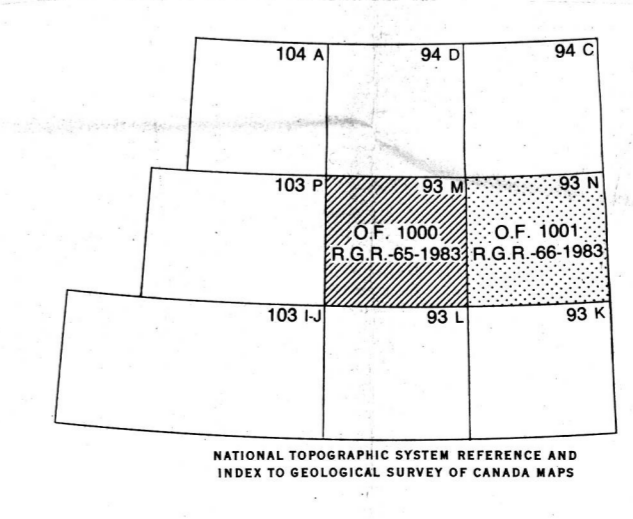 104 A
94 D
94 C
103 P
93 M
93 N
O.F. 1000
R.G.R.-65-1983
O.F. 1001
R.G.R.-66-1983
103 I-J
93 L
93 K
NATIONAL TOPOGRAPHIC SYSTEM REFERENCE AND
INDEX TO GEOLOGICAL SURVEY OF CANADA MAPS